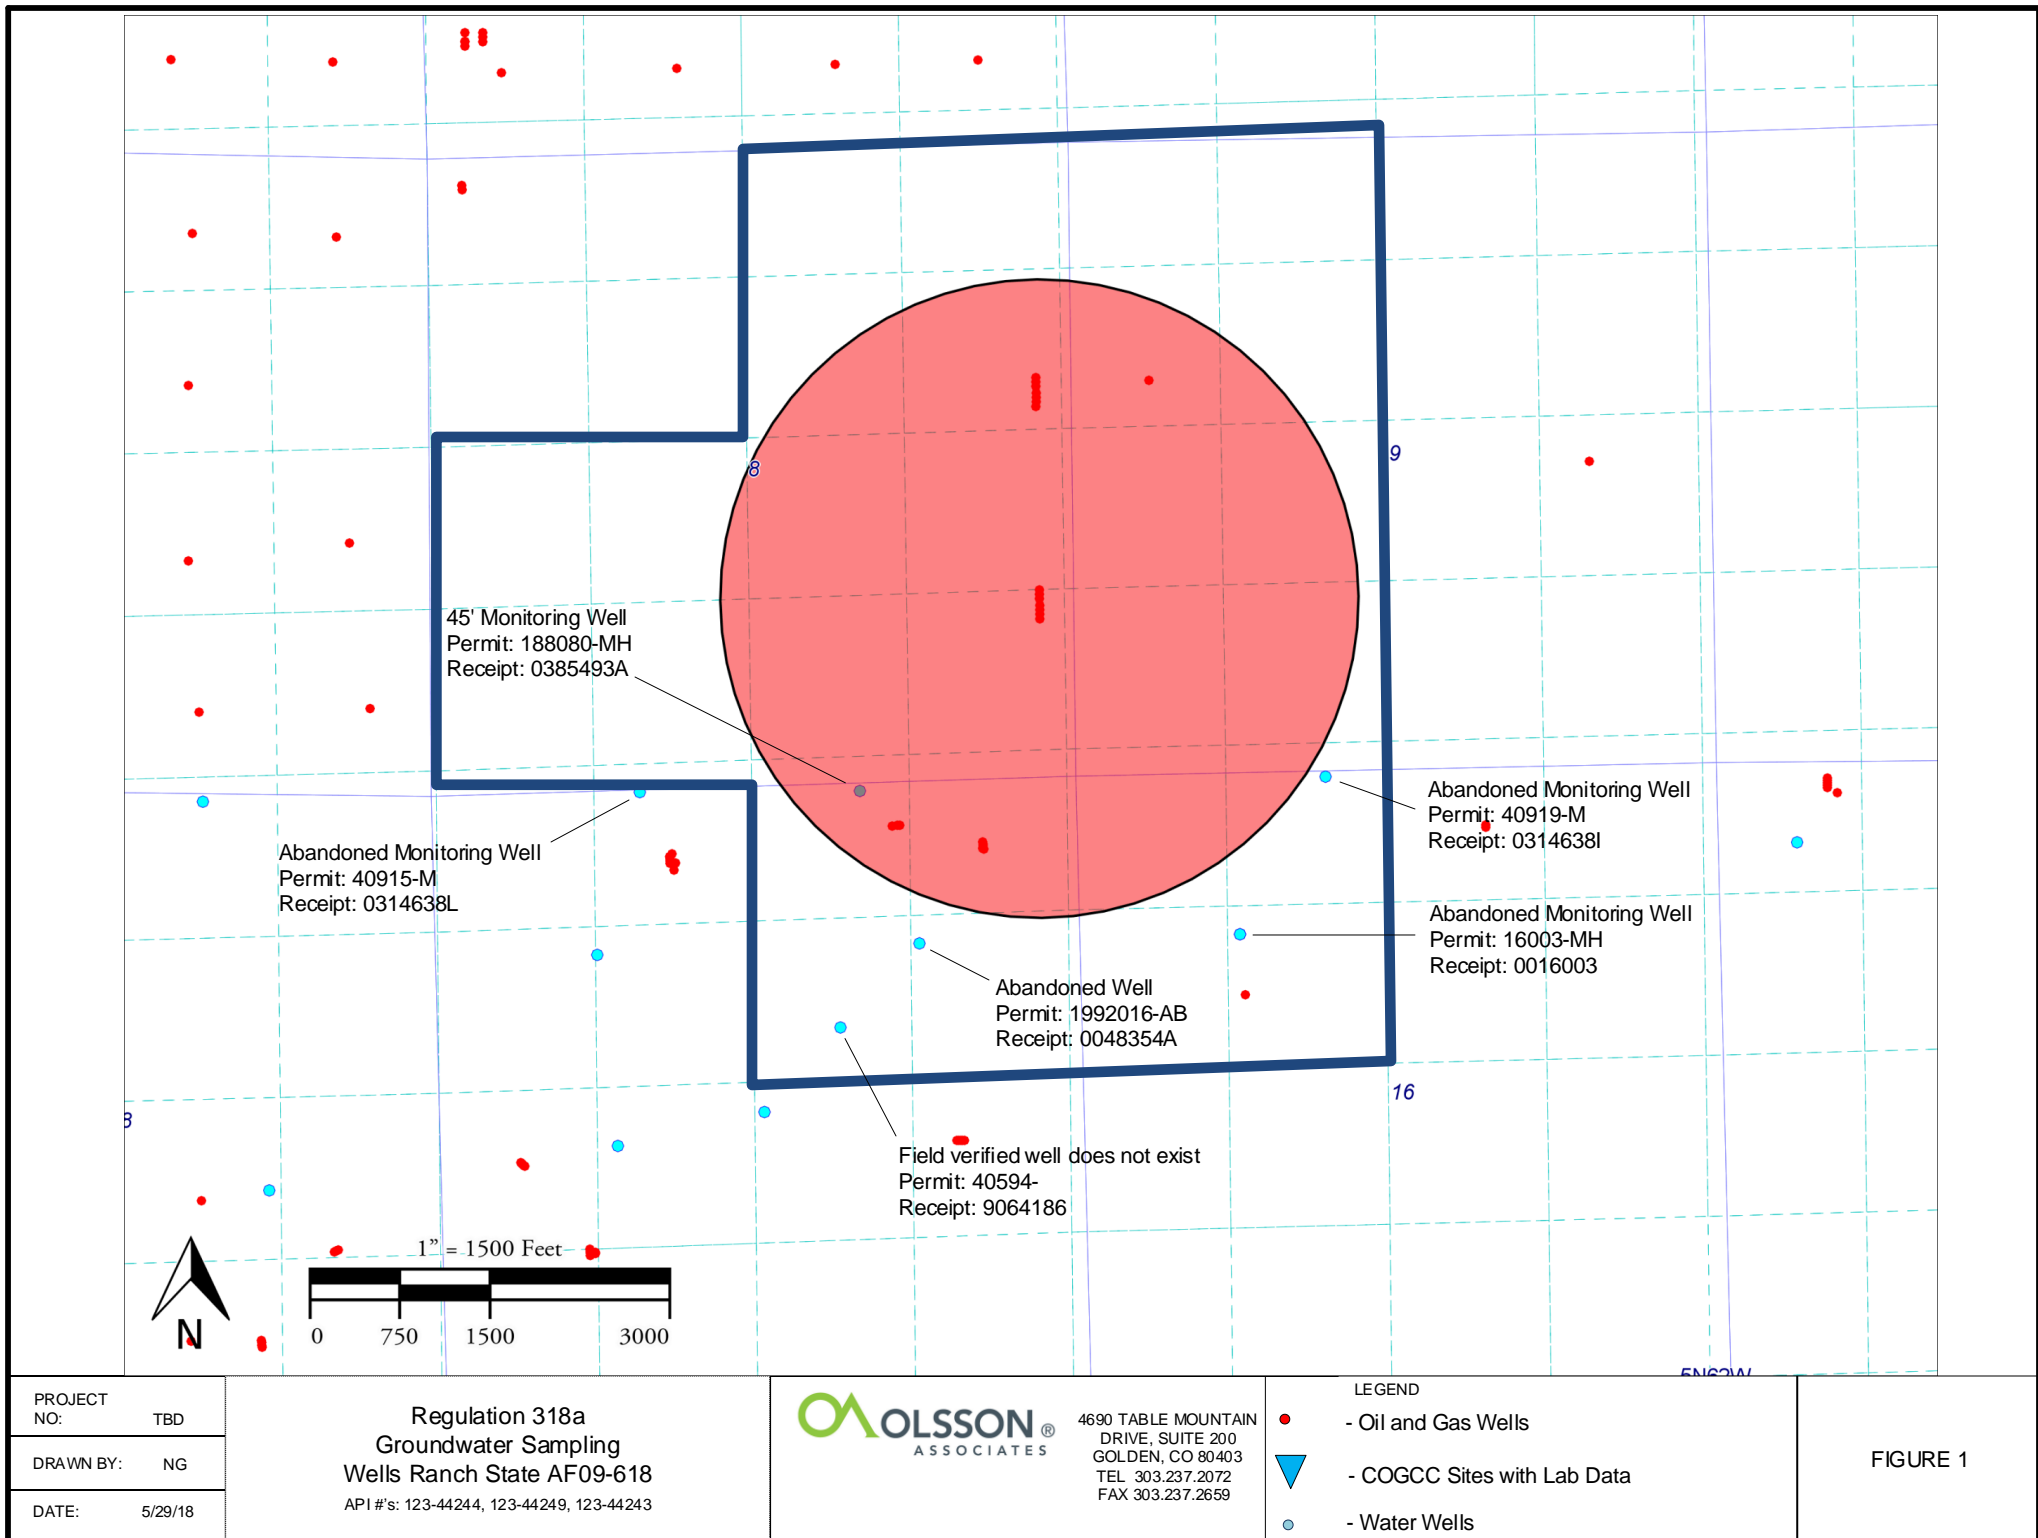 8
9
45' Monitoring Well
Permit: 188080-MH
Receipt: 0385493A
Abandoned Monitoring Well
Permit: 40919-M
Receipt: 0314638I
Abandoned Monitoring Well
Permit: 40915-M
Receipt: 0314638L
Abandoned Monitoring Well
Permit: 16003-MH
Receipt: 0016003
Abandoned Well
Permit: 1992016-AB
Receipt: 0048354A
16
Field verified well does not exist
Permit: 40594-
Receipt: 9064186
1” = 1500 Feet
0 750 1500 3000
N
5N62W
PROJECT
NO: TBD
DRAWN BY: NG
DATE: 5/29/18
Regulation 318a
Groundwater Sampling
Wells Ranch State AF09-618
API #'s: 123-44244, 123-44249, 123-44243
OLSSON ®
ASSOCIATES
4690 TABLE MOUNTAIN
DRIVE, SUITE 200
GOLDEN, CO 80403
TEL 303.237.2072
FAX 303.237.2659
LEGEND
- Oil and Gas Wells
- COGCC Sites with Lab Data
- Water Wells
FIGURE 1